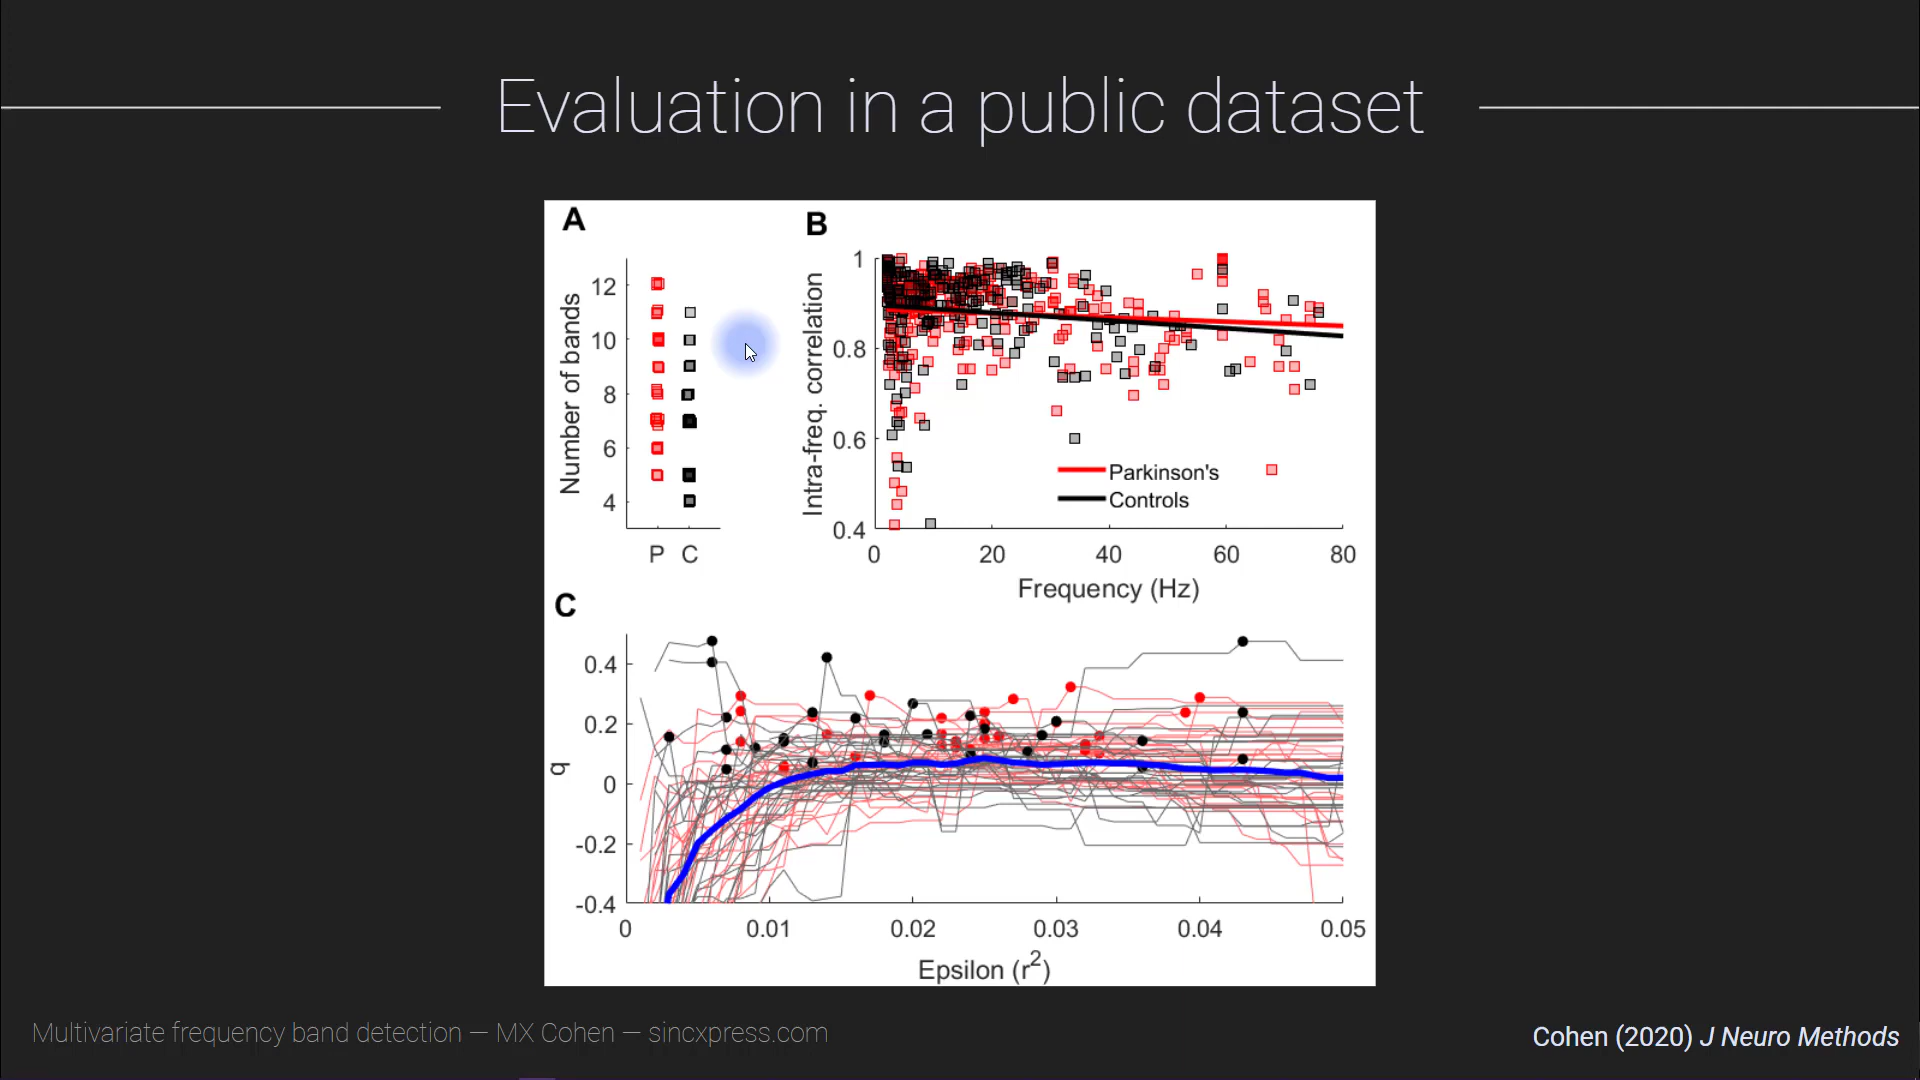 Evaluation in a public dataset
A
Number of bands
12
10
8
6
4
P C
B
Intra-freq. correlation
1
0.8
0.6
0.4
0 20 40 60 80
Frequency (Hz)
Parkinson's
Controls
C
q
0.4
0.2
0
-0.2
-0.4
0 0.01 0.02 0.03 0.04 0.05
Epsilon (r²)
Multivariate frequency band detection — MX Cohen — sincxpress.com
Cohen (2020) J Neuro Methods